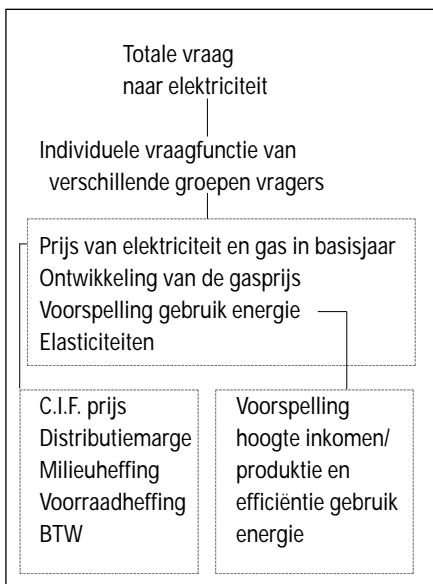 Totale vraag
naar elektriciteit
Individuele vraagfunctie van
verschillende groepen vragers
Prijs van elektriciteit en gas in basisjaar
Ontwikkeling van de gasprijs
Voorspelling gebruik energie
Elasticiteiten
C.I.F. prijs
Distributiemarge
Milieuheffing
Voorraadheffing
BTW
Voorspelling
hoogte inkomen/
produktie en
efficiëntie gebruik
energie